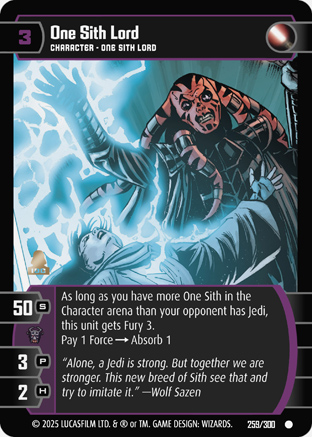 3 One Sith Lord
CHARACTER - ONE SITH LORD
50 S
3 P
2 H
As long as you have more One Sith in the
Character arena than your opponent has Jedi,
this unit gets Fury 3.
Pay 1 Force → Absorb 1
“Alone, a Jedi is strong. But together we are
stronger. This new breed of Sith see that and
try to imitate it.” —Wolf Sazen
© 2025 LUCASFILM LTD. & ® or TM. GAME DESIGN: WIZARDS. 259/300